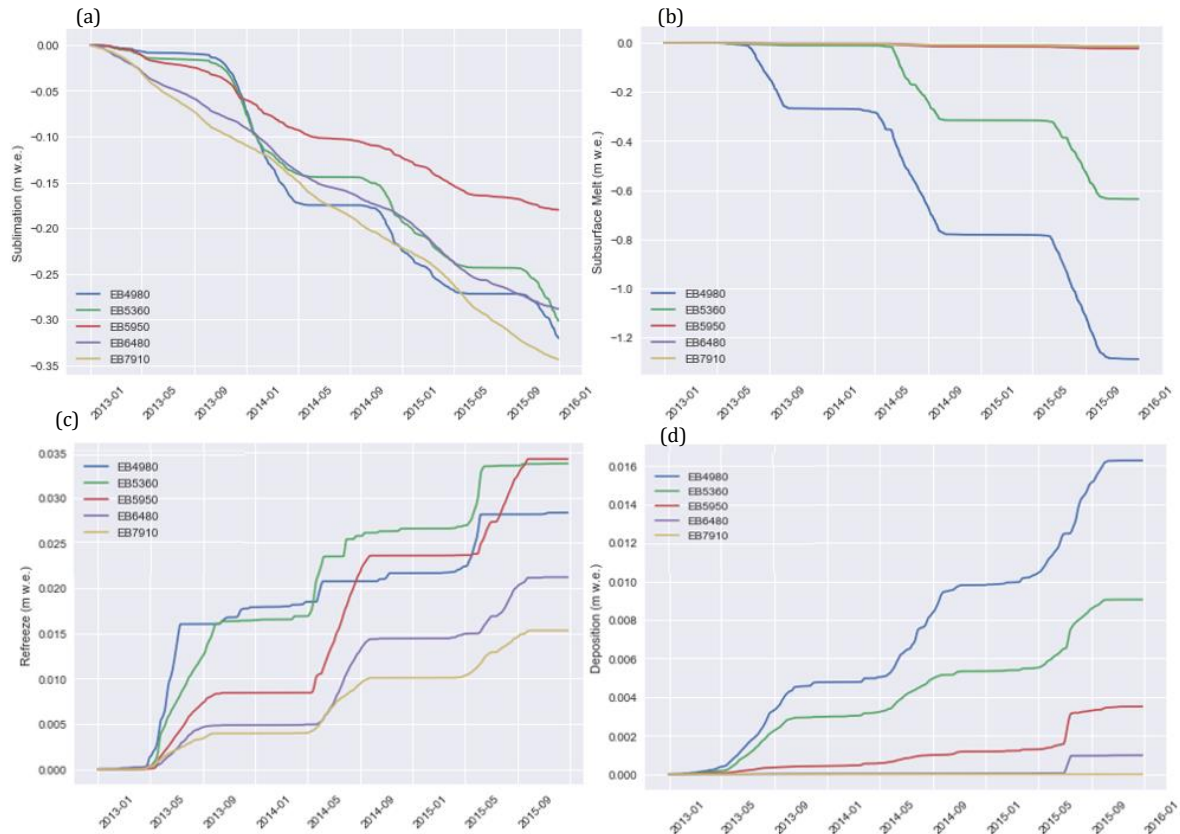 (a)
0.00
−0.05
−0.10
−0.15
−0.20
−0.25
−0.30
−0.35
Sublimation (m w.e.)
EB4980
EB5360
EB5950
EB6480
EB7910
2013-01
2013-05
2013-09
2014-01
2014-05
2014-09
2015-01
2015-05
2015-09
2016-01
(b)
0.0
−0.2
−0.4
−0.6
−0.8
−1.0
−1.2
Subsurface Melt (m w.e.)
EB4980
EB5360
EB5950
EB6480
EB7910
2013-01
2013-05
2013-09
2014-01
2014-05
2014-09
2015-01
2015-05
2015-09
2016-01
(c)
0.035
0.030
0.025
0.020
0.015
0.010
0.005
0.000
Refreeze (m w.e.)
EB4980
EB5360
EB5950
EB6480
EB7910
2013-01
2013-05
2013-09
2014-01
2014-05
2014-09
2015-01
2015-05
2015-09
(d)
0.016
0.014
0.012
0.010
0.008
0.006
0.004
0.002
0.000
Deposition (m w.e.)
EB4980
EB5360
EB5950
EB6480
EB7910
2013-01
2013-05
2013-09
2014-01
2014-05
2014-09
2015-01
2015-05
2015-09
2016-01